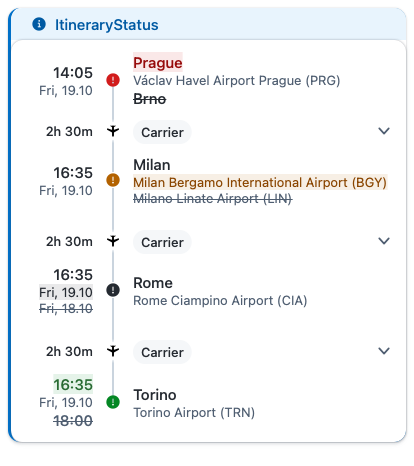 ItineraryStatus
14:05
Fri, 19.10
Prague
Václav Havel Airport Prague (PRG)
Brno
2h 30m
Carrier
16:35
Fri, 19.10
Milan
Milan Bergamo International Airport (BGY)
Milano Linate Airport (LIN)
2h 30m
Carrier
16:35
Fri, 19.10
Fri, 18.10
Rome
Rome Ciampino Airport (CIA)
2h 30m
Carrier
16:35
Fri, 19.10
18:00
Torino
Torino Airport (TRN)